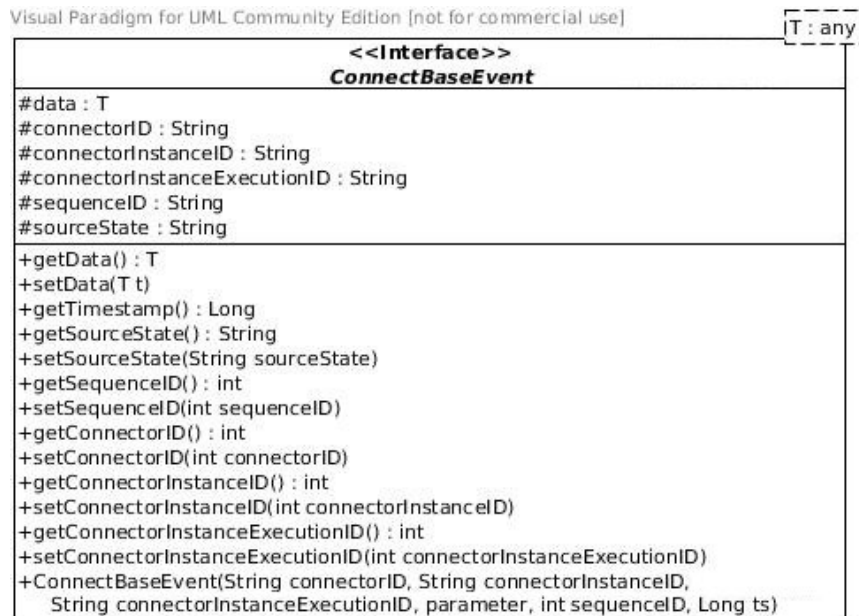 Visual Paradigm for UML Community Edition [not for commercial use]
T : any
<<Interface>>
ConnectBaseEvent
#data : T
#connectorID : String
#connectorInstanceID : String
#connectorInstanceExecutionID : String
#sequenceID : String
#sourceState : String
+getData() : T
+setData(T t)
+getTimestamp() : Long
+getSourceState() : String
+setSourceState(String sourceState)
+getSequenceID() : int
+setSequenceID(int sequenceID)
+getConnectorID() : int
+setConnectorID(int connectorID)
+getConnectorInstanceID() : int
+setConnectorInstanceID(int connectorInstanceID)
+getConnectorInstanceExecutionID() : int
+setConnectorInstanceExecutionID(int connectorInstanceExecutionID)
+ConnectBaseEvent(String connectorID, String connectorInstanceID,
String connectorInstanceExecutionID, parameter, int sequenceID, Long ts)